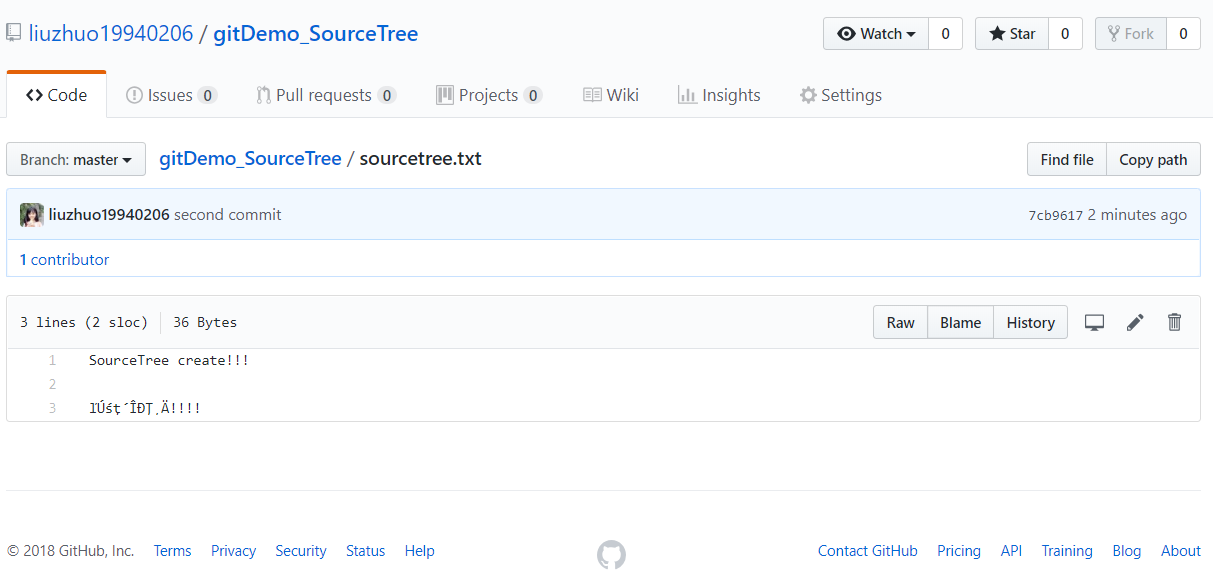 liuzhuo19940206 / gitDemo_SourceTree
Watch 0 Star 0 Fork 0
Code Issues 0 Pull requests 0 Projects 0 Wiki Insights Settings
Branch: master gitDemo_SourceTree / sourcetree.txt Find file Copy path
liuzhuo19940206 second commit 7cb9617 2 minutes ago
1 contributor
3 lines (2 sloc) 36 Bytes Raw Blame History
1 SourceTree create!!!
2
3 ľÚśţ´ÎĐŢ¸Ä!!!!
© 2018 GitHub, Inc. Terms Privacy Security Status Help Contact GitHub Pricing API Training Blog About